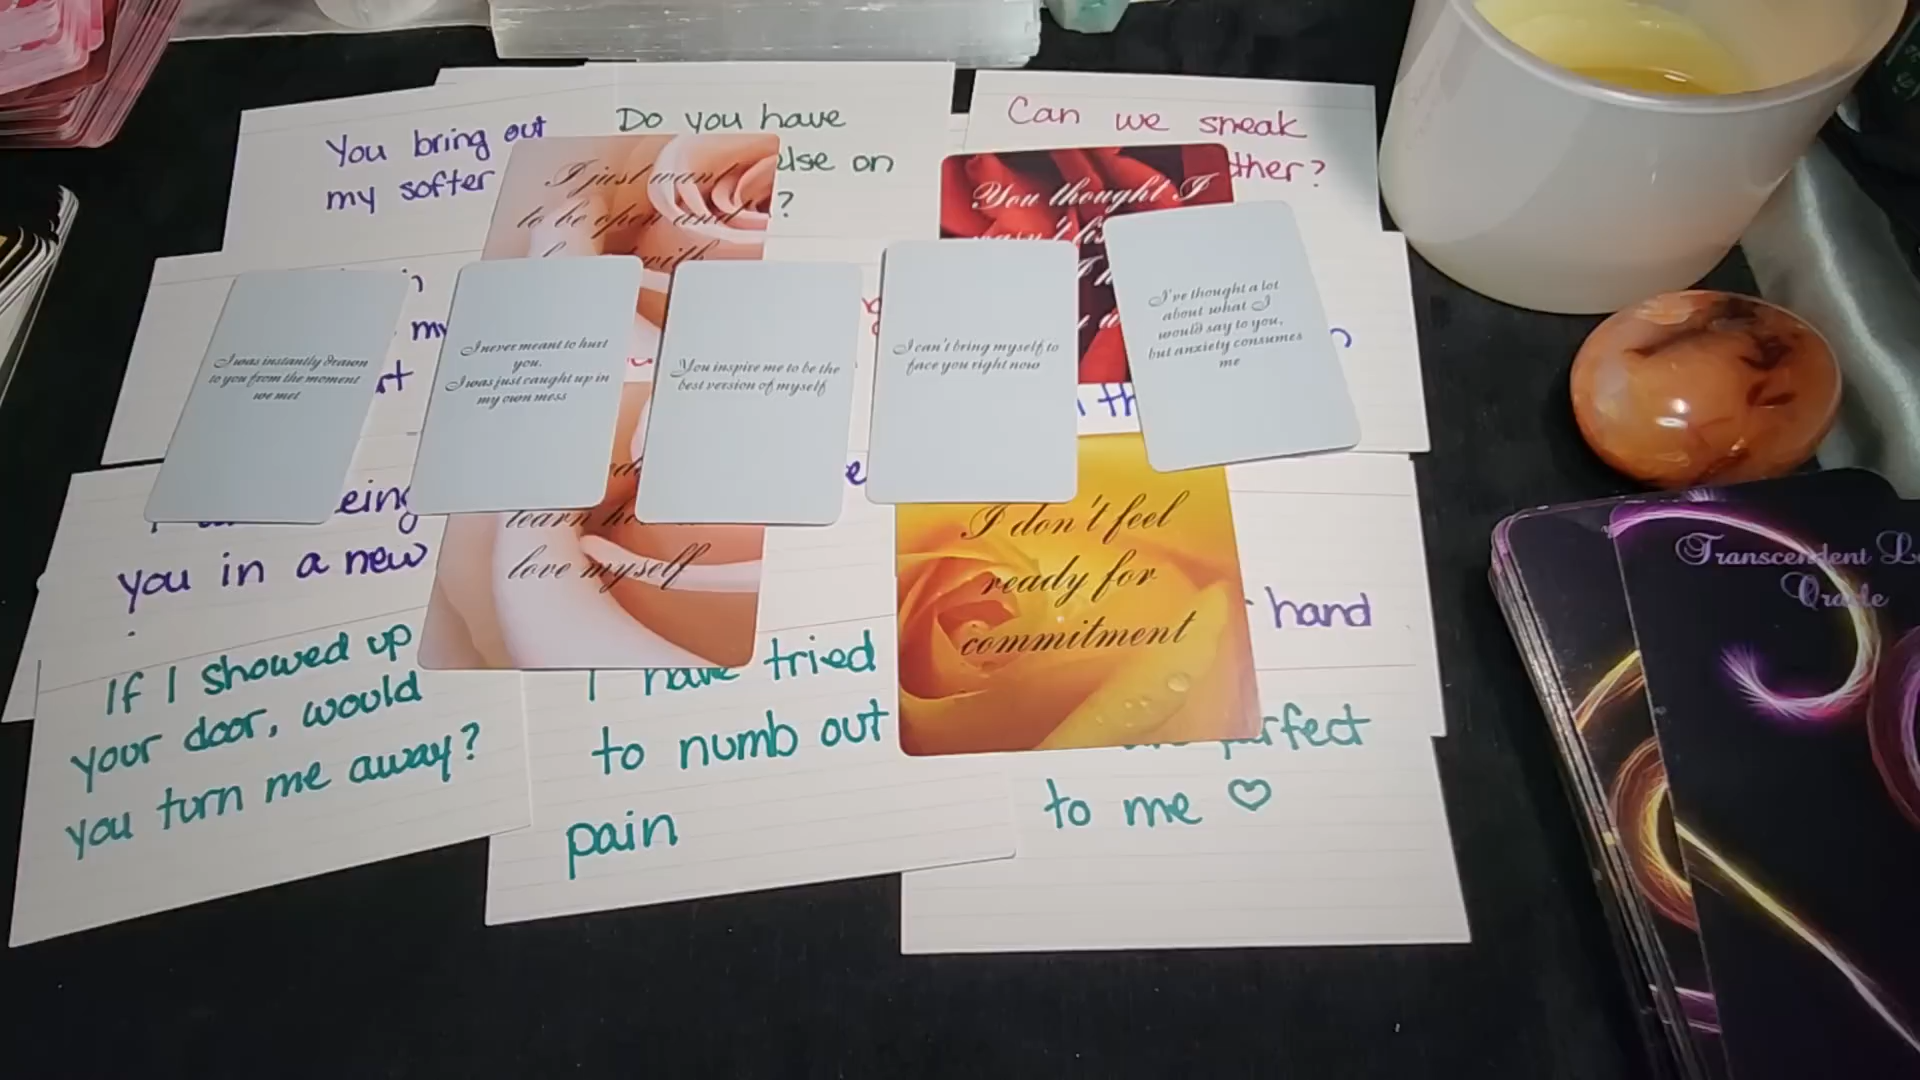 You bring out
my softer
Do you have
else on
?
Can we sneak
ther?
I just want
to be open and
with
You thought I
I was instantly drawn
to you from the moment
we met
I never meant to hurt
you.
I was just caught up in
my own mess
You inspire me to be the
best version of myself
I can't bring myself to
face you right now
I've thought a lot
about what I
would say to you,
but anxiety consumes
me
my
eing
you in a new
learn
love myself
I don't feel
ready for
commitment
hand
If I showed up
your door, would
you turn me away?
I have tried
to numb out
pain
perfect
to me ♡
Transcendent L
Oracle